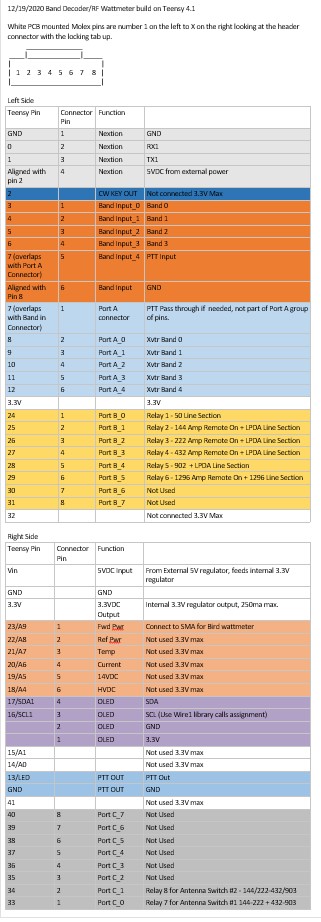 12/19/2020 Band Decoder/RF Wattmeter build on Teensy 4.1
White PCB mounted Molex pins are number 1 on the left to X on the right looking at the header
connector with the locking tab up.
1 2 3 4 5 6 7 8
Left Side
Teensy Pin Connector Pin Function
GND 1 Nextion GND
0 2 Nextion RX1
1 3 Nextion TX1
Aligned with pin 2 4 Nextion 5VDC from external power
2 CW KEY OUT Not connected 3.3V Max
3 1 Band Input_0 Band 0
4 2 Band Input_1 Band 1
5 3 Band Input_2 Band 2
6 4 Band Input_3 Band 3
7 (overlaps with Port A Connector) 5 Band Input_4 PTT Input
Aligned with Pin 8 6 Band Input GND
7 (overlaps with Band in Connector) 1 Port A connector PTT Pass through if needed, not part of Port A group of pins.
8 2 Port A_0 Xvtr Band 0
9 3 Port A_1 Xvtr Band 1
10 4 Port A_2 Xvtr Band 2
11 5 Port A_3 Xvtr Band 3
12 6 Port A_4 Xvtr Band 4
3.3V 3.3V
24 1 Port B_0 Relay 1 - 50 Line Section
25 2 Port B_1 Relay 2 - 144 Amp Remote On + LPDA Line Section
26 3 Port B_2 Relay 3 - 222 Amp Remote On + LPDA Line Section
27 4 Port B_3 Relay 4 - 432 Amp Remote On + LPDA Line Section
28 5 Port B_4 Relay 5 - 902 + LPDA Line Section
29 6 Port B_5 Relay 6 - 1296 Amp Remote On + 1296 Line Section
30 7 Port B_6 Not Used
31 8 Port B_7 Not Used
32 Not connected 3.3V Max
Right Side
Teensy Pin Connector Pin Function
Vin 5VDC Input From External 5V regulator, feeds internal 3.3V regulator
GND GND
3.3V 3.3VDC Output Internal 3.3V regulator output, 250ma max.
23/A9 1 Fwd Pwr Connect to SMA for Bird wattmeter
22/A8 2 Ref Pwr Not used 3.3V max
21/A7 3 Temp Not used 3.3V max
20/A6 4 Current Not used 3.3V max
19/A5 5 14VDC Not used 3.3V max
18/A4 6 HVDC Not used 3.3V max
17/SDA1 4 OLED SDA
16/SCL1 3 OLED SCL (Use Wire1 library calls assignment)
2 OLED GND
1 OLED 3.3V
15/A1 Not used 3.3V max
14/A0 Not used 3.3V max
13/LED PTT OUT PTT Out
GND PTT OUT GND
41 Not used 3.3V max
40 8 Port C_7 Not Used
39 7 Port C_6 Not Used
38 6 Port C_5 Not Used
37 5 Port C_4 Not Used
36 4 Port C_3 Not Used
35 3 Port C_2 Not Used
34 2 Port C_1 Relay 8 for Antenna Switch #2 - 144/222-432/903
33 1 Port C_0 Relay 7 for Antenna Switch #1 144-222 + 432-903